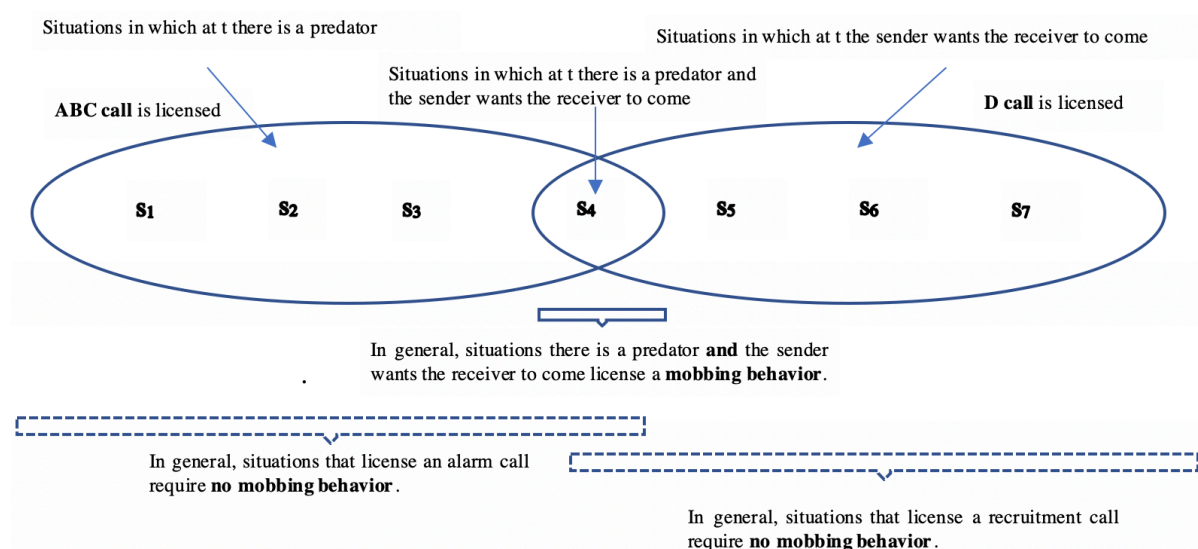 Situations in which at t there is a predator
Situations in which at t the sender wants the receiver to come
Situations in which at t there is a predator and
the sender wants the receiver to come
ABC call is licensed
D call is licensed
S1 S2 S3 S4 S5 S6 S7
In general, situations there is a predator and the sender
wants the receiver to come license a mobbing behavior.
In general, situations that license an alarm call
require no mobbing behavior.
In general, situations that license a recruitment call
require no mobbing behavior.